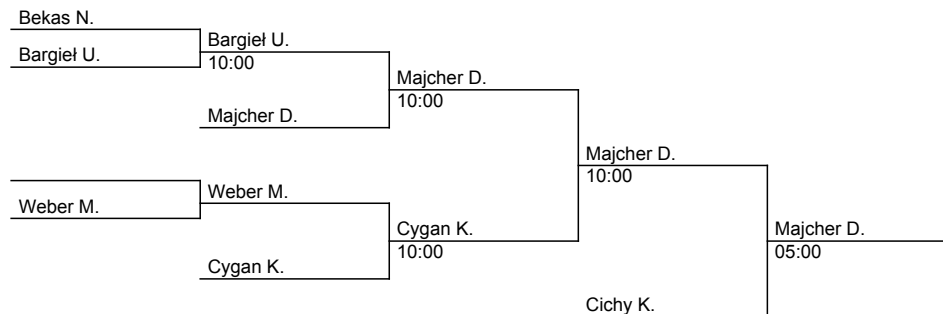 Bekas N.
Bargieł U.
Bargieł U.
10:00
Majcher D.
10:00
Majcher D.
Majcher D.
10:00
Weber M.
Weber M.
Cygan K.
10:00
Majcher D.
05:00
Cygan K.
Cichy K.